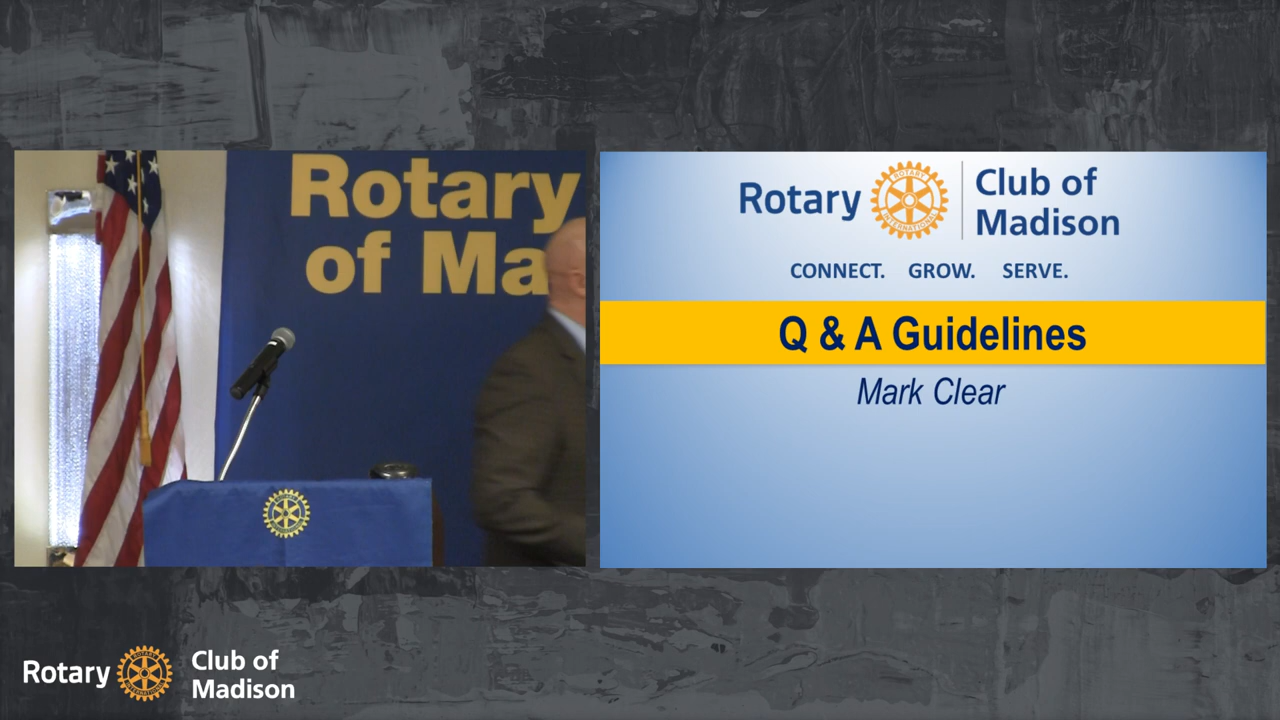 Rotary
of Ma
Rotary
Club of
Madison
CONNECT. GROW. SERVE.
Q & A Guidelines
Mark Clear
Rotary
Club of
Madison